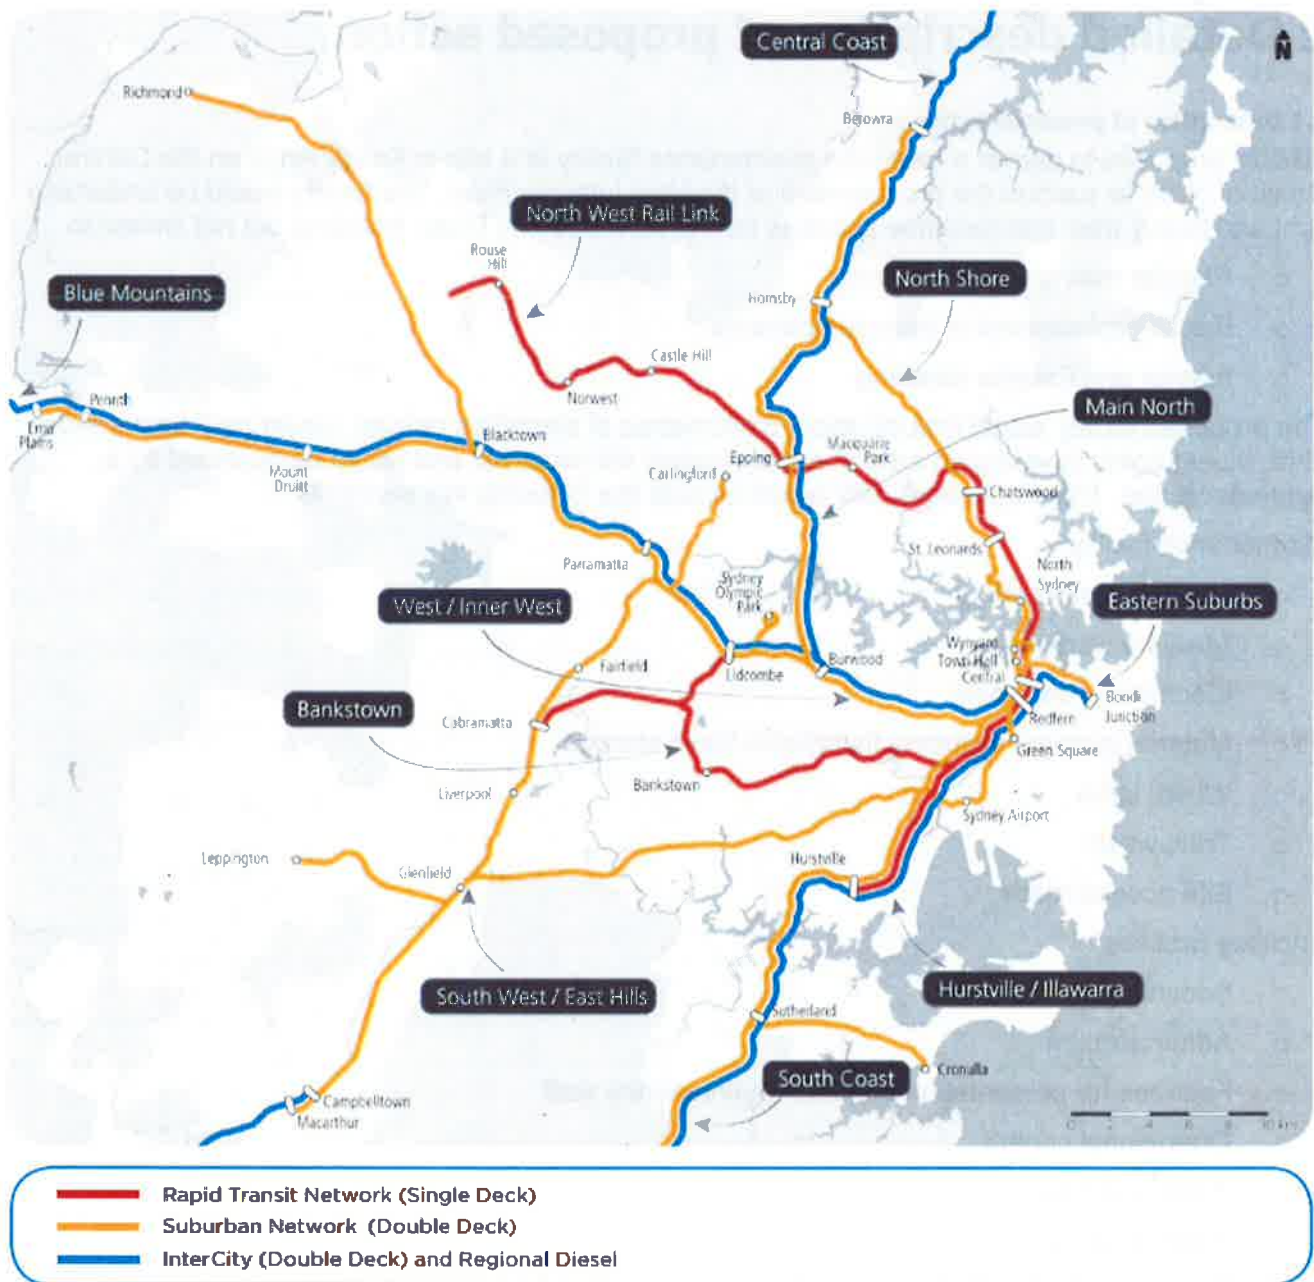 Central Coast
N
Richmond
Berowra
North West Rail Link
Rouse
Hill
North Shore
Blue Mountains
Hornsby
Castle Hill
Penrith
Norwest
Main North
Emu
Plains
Blacktown
Macquarie
Park
Epping
Mount
Druitt
Carlingford
Chatswood
St. Leonards
Parramatta
North
Sydney
Sydney
Olympic
Park
West / Inner West
Eastern Suburbs
Wynyard
Town Hall
Central
Fairfield
Lidcombe
Burwood
Bondi
Junction
Bankstown
Cabramatta
Redfern
Green Square
Bankstown
Liverpool
Sydney Airport
Leppington
Hurstville
Glenfield
South West / East Hills
Hurstville / Illawarra
Sutherland
South Coast
Cronulla
Campbelltown
Macarthur
Rapid Transit Network (Single Deck)
Suburban Network (Double Deck)
InterCity (Double Deck) and Regional Diesel